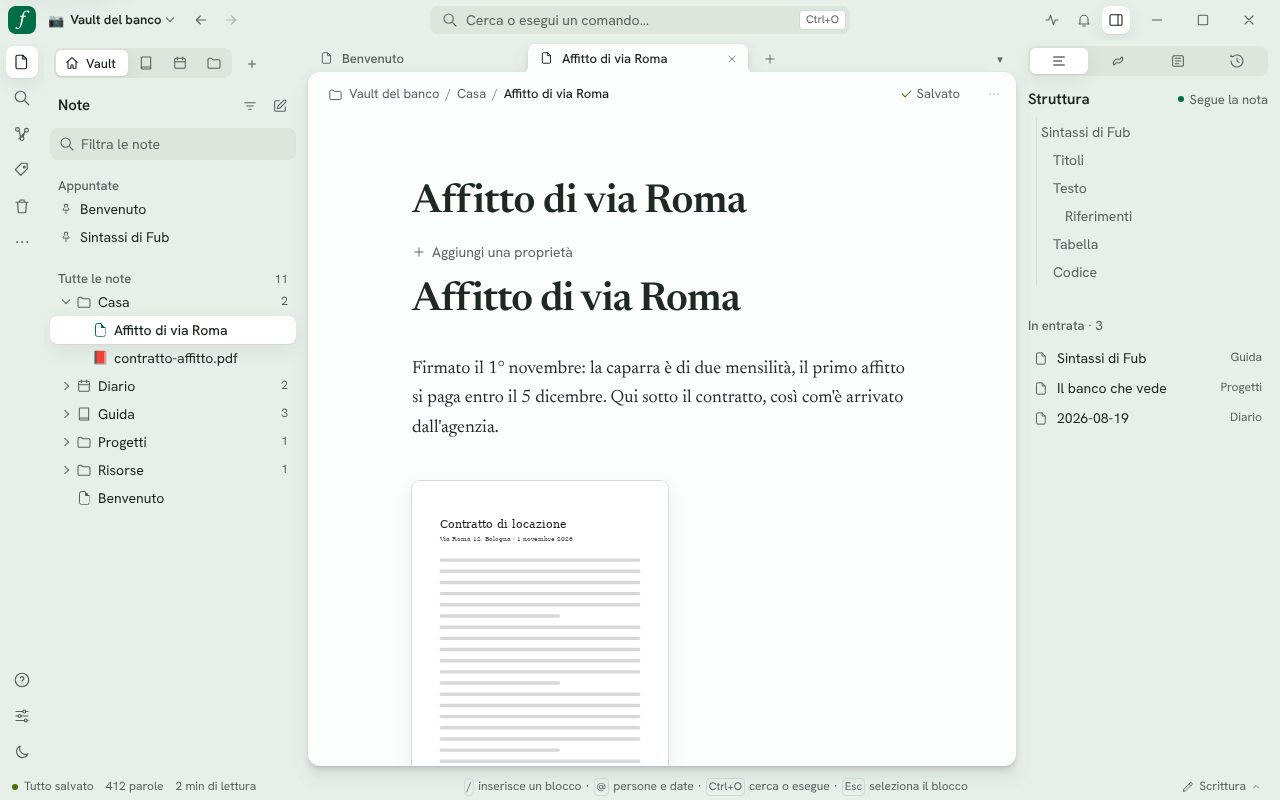 Vault del banco
Cerca o esegui un comando…
Ctrl+O
Vault
Note
Filtra le note
Appuntate
Benvenuto
Sintassi di Fub
Tutte le note 11
Casa 2
Affitto di via Roma
contratto-affitto.pdf
Diario 2
Guida 3
Progetti 1
Risorse 1
Benvenuto
Benvenuto
Affitto di via Roma
Vault del banco / Casa / Affitto di via Roma
Salvato
Affitto di via Roma
Aggiungi una proprietà
Affitto di via Roma
Firmato il 1° novembre: la caparra è di due mensilità, il primo affitto
si paga entro il 5 dicembre. Qui sotto il contratto, così com'è arrivato
dall'agenzia.
Contratto di locazione
Via Roma 12, Bologna · 1 novembre 2026
Struttura
Segue la nota
Sintassi di Fub
Titoli
Testo
Riferimenti
Tabella
Codice
In entrata · 3
Sintassi di Fub Guida
Il banco che vede Progetti
2026-08-19 Diario
Tutto salvato 412 parole 2 min di lettura
/ inserisce un blocco · @ persone e date · Ctrl+O cerca o esegue · Esc seleziona il blocco
Scrittura